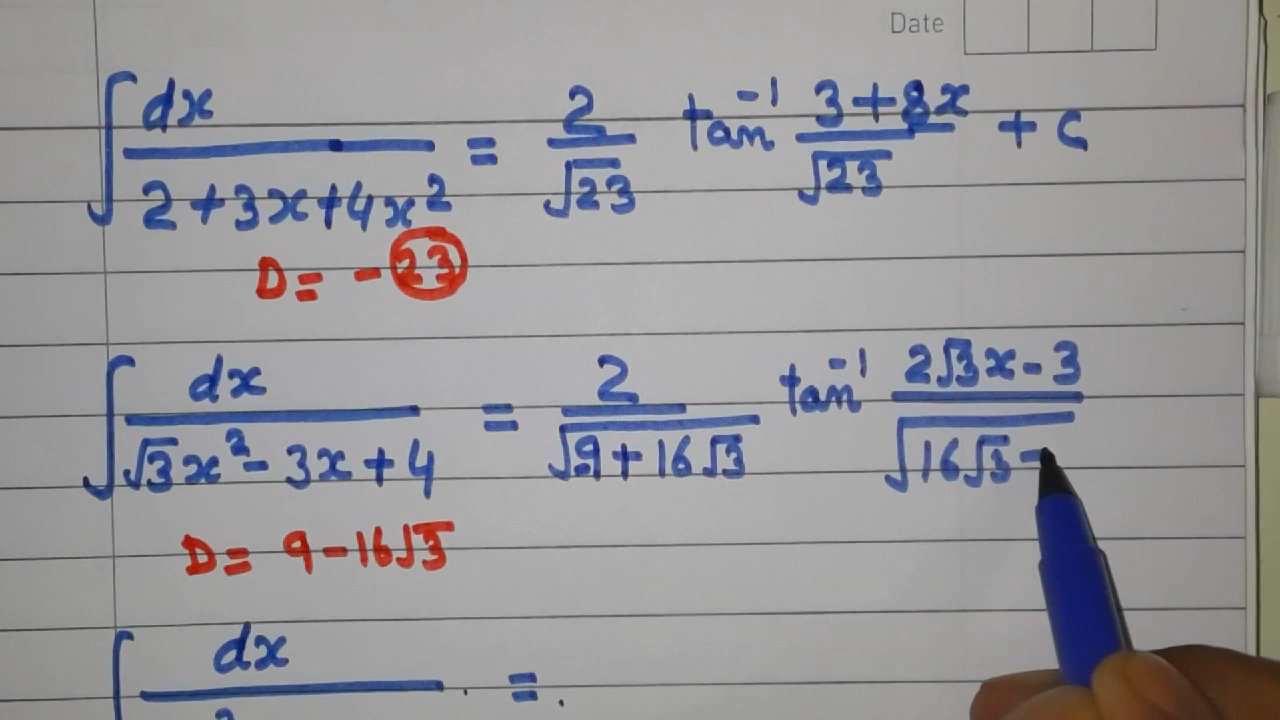 Date
∫ dx / (2+3x+4x²) = 2/√23 tan⁻¹ (3+8x)/√23 + c
D = -23
∫ dx / (√3x²- 3x+4) = 2/√(-9+16√3) tan⁻¹ (2√3x-3)/√(16√3-
D = 9-16√3
∫ dx =